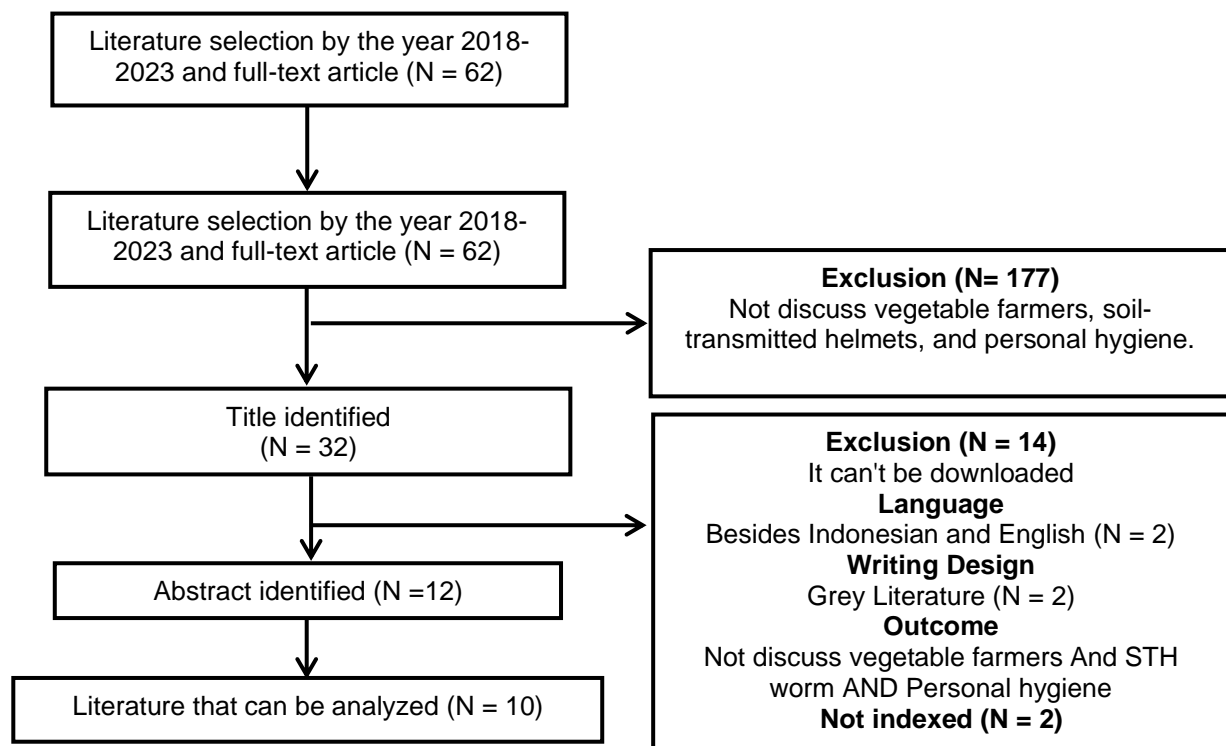 Literature selection by the year 2018-
2023 and full-text article (N = 62)
Literature selection by the year 2018-
2023 and full-text article (N = 62)
Exclusion (N= 177)
Not discuss vegetable farmers, soil-
transmitted helmets, and personal hygiene.
Title identified
(N = 32)
Exclusion (N = 14)
It can't be downloaded
Language
Besides Indonesian and English (N = 2)
Writing Design
Grey Literature (N = 2)
Outcome
Not discuss vegetable farmers And STH
worm AND Personal hygiene
Not indexed (N = 2)
Abstract identified (N =12)
Literature that can be analyzed (N = 10)